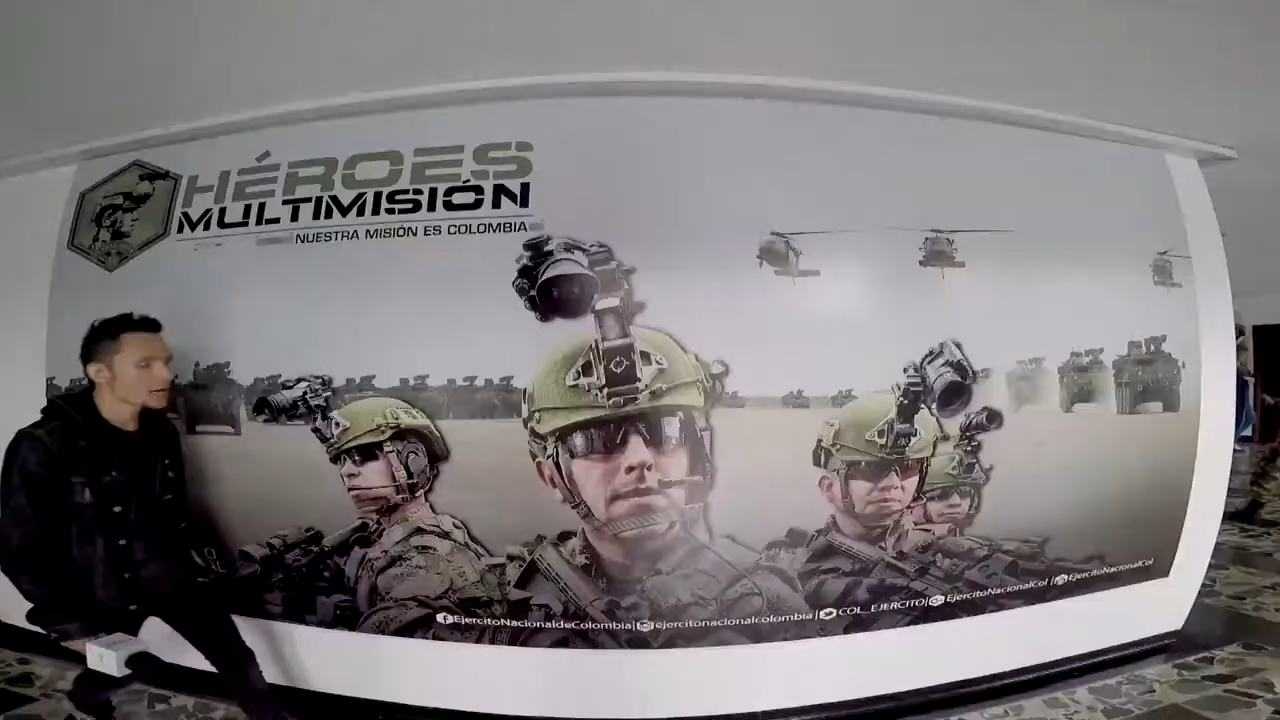 HÉROES
MULTIMISIÓN
NUESTRA MISIÓN ES COLOMBIA
EjercitoNacionaldeColombia| ejercitonacionalcolombia | COL_EJERCITO| EjercitoNacionalCol | EjercitoNacionalCol